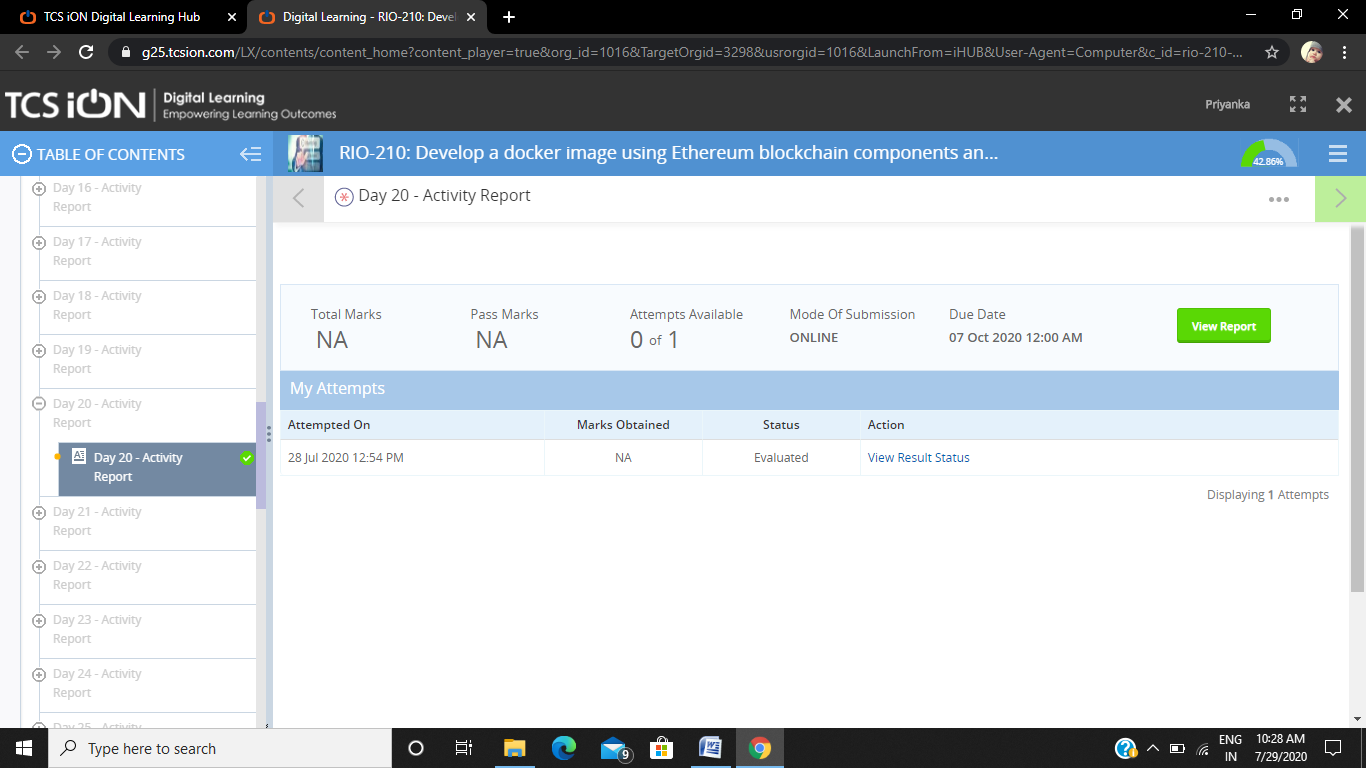 TCS iON Digital Learning Hub
Digital Learning - RIO-210: Devel
g25.tcsion.com/LX/contents/content_home?content_player=true&org_id=1016&TargetOrgid=3298&usrorgid=1016&LaunchFrom=iHUB&User-Agent=Computer&c_id=rio-210-...
TCS iON
Digital Learning
Empowering Learning Outcomes
Priyanka
TABLE OF CONTENTS
RIO-210: Develop a docker image using Ethereum blockchain components an...
42.86%
Day 16 - Activity
Report
Day 17 - Activity
Report
Day 18 - Activity
Report
Day 19 - Activity
Report
Day 20 - Activity
Report
Day 20 - Activity
Report
Day 21 - Activity
Report
Day 22 - Activity
Report
Day 23 - Activity
Report
Day 24 - Activity
Report
Day 25 - Activity
Day 20 - Activity Report
Total Marks
NA
Pass Marks
NA
Attempts Available
0 of 1
Mode Of Submission
ONLINE
Due Date
07 Oct 2020 12:00 AM
View Report
My Attempts
Attempted On Marks Obtained Status Action
28 Jul 2020 12:54 PM NA Evaluated View Result Status
Displaying 1 Attempts
Type here to search
9
ENG
IN
10:28 AM
7/29/2020